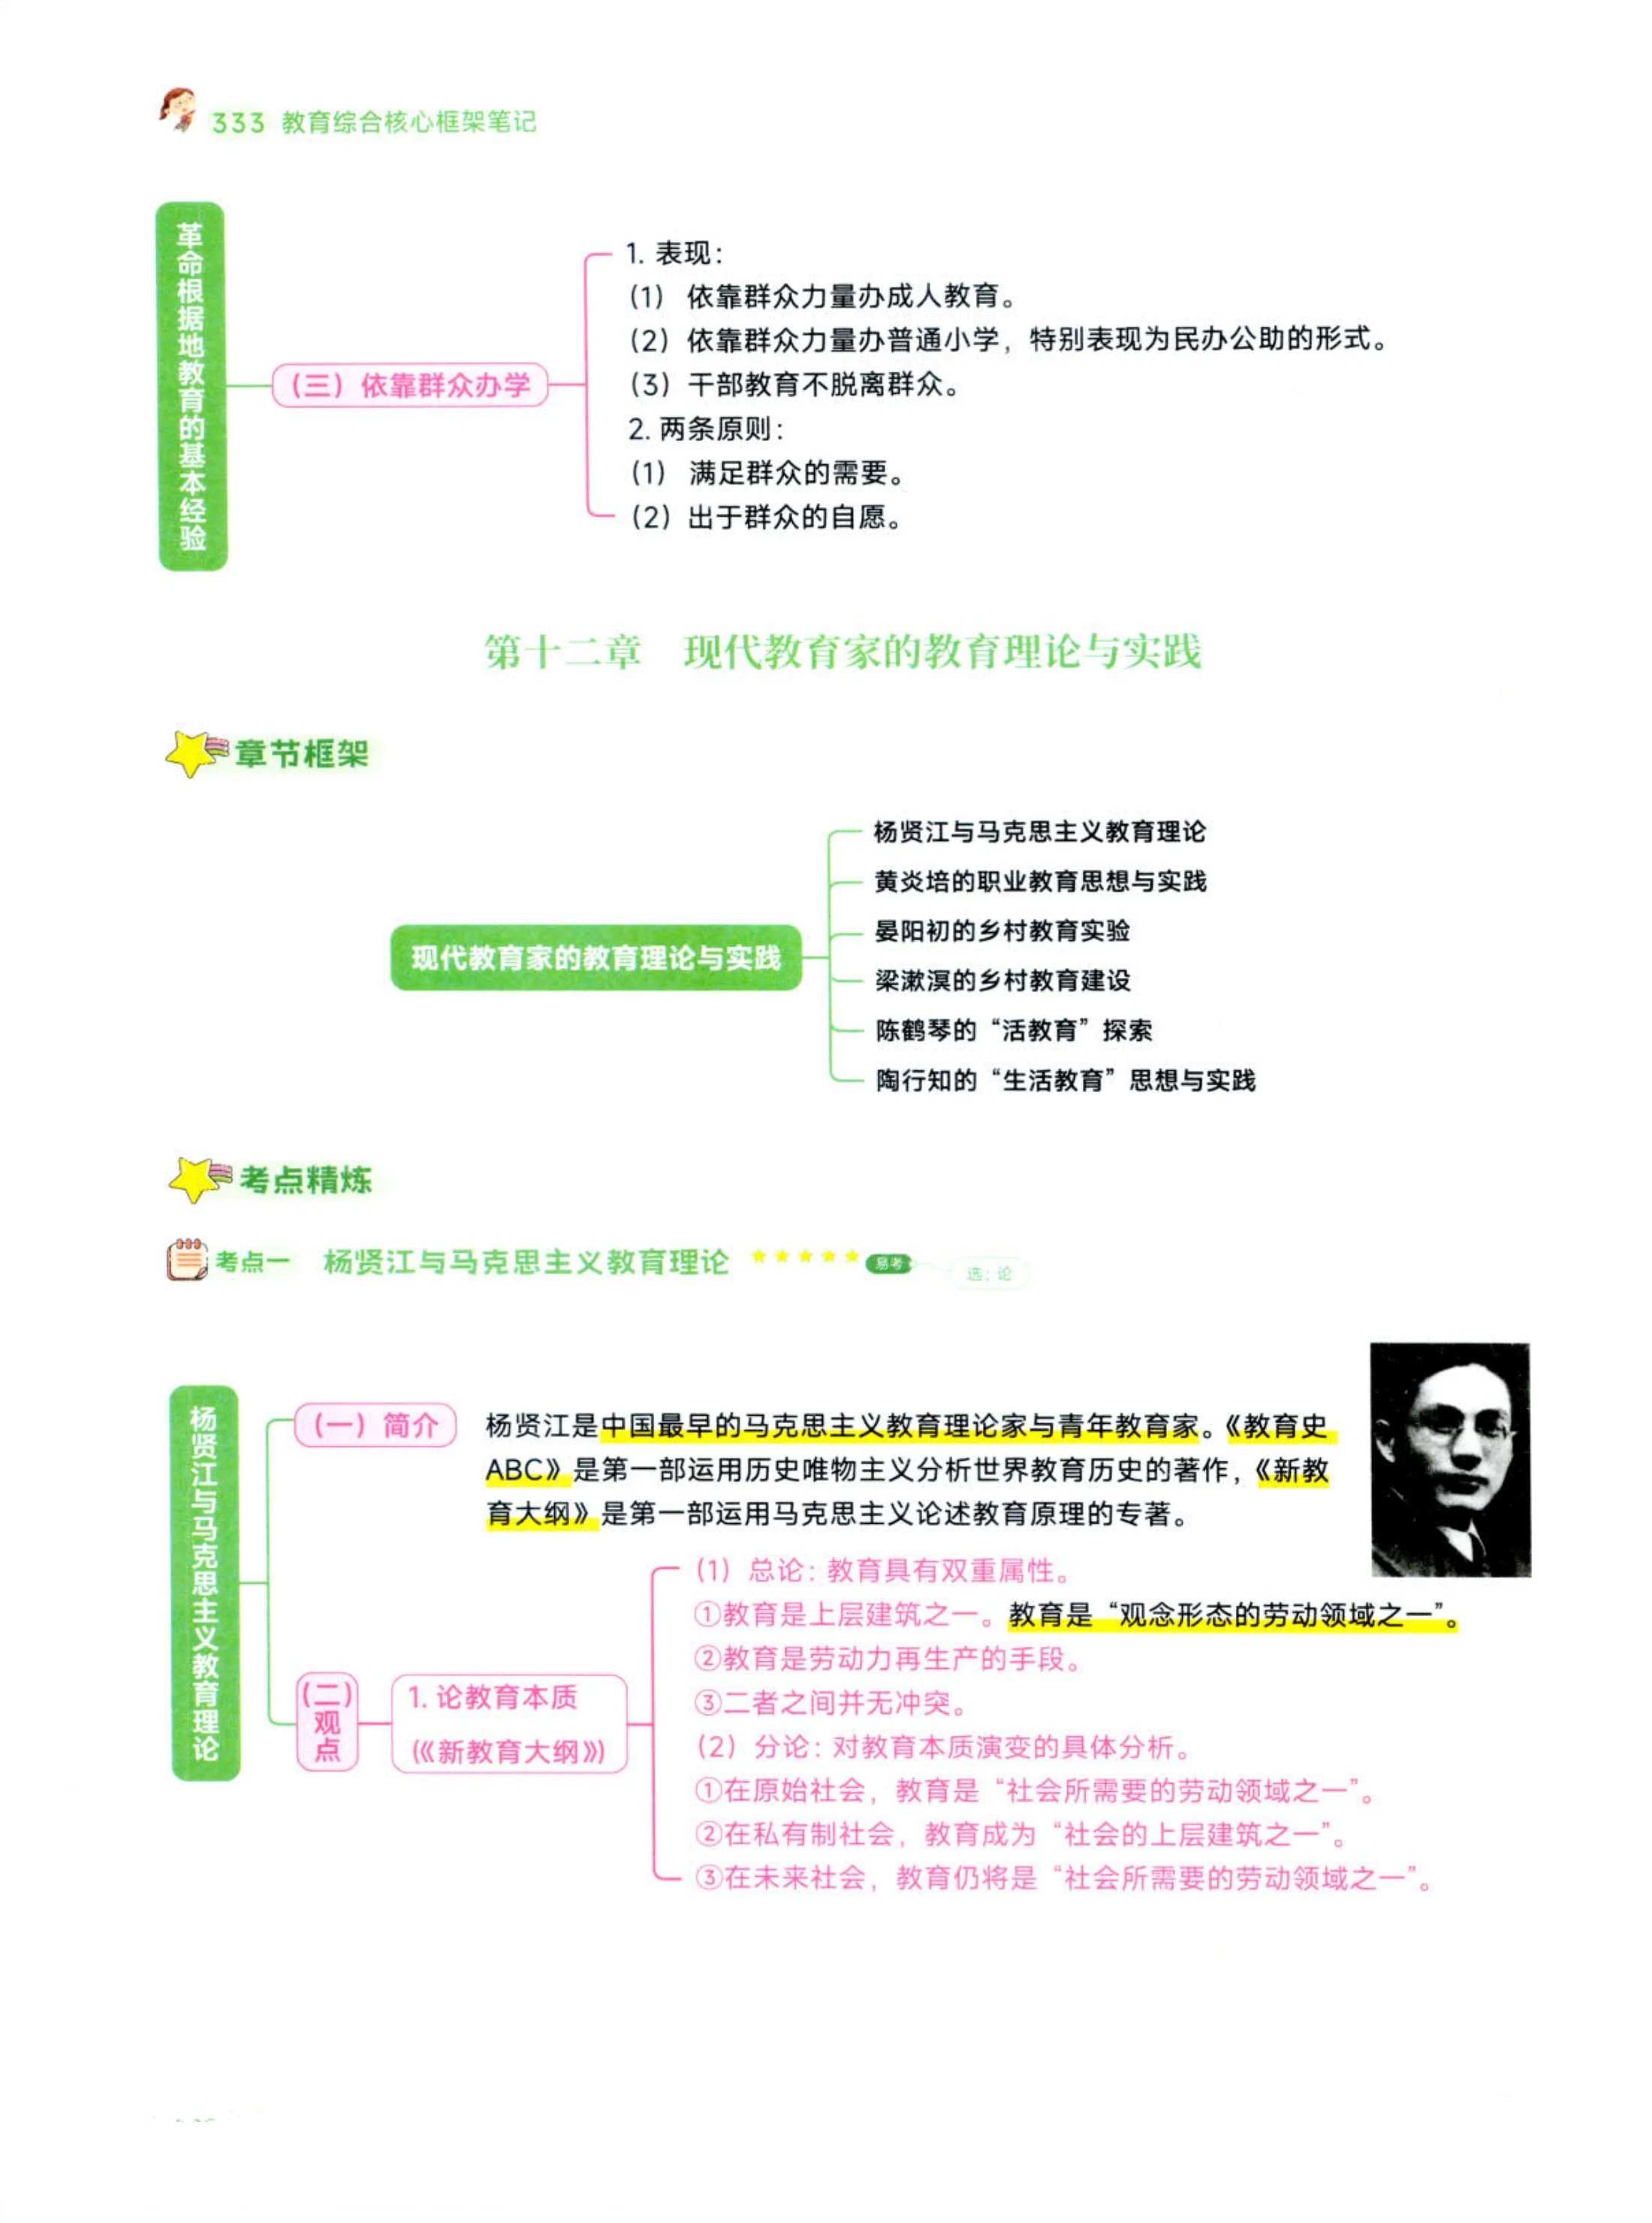 333 教育综合核心框架笔记
革命根据地教育的基本经验
（三）依靠群众办学
1. 表现：
（1） 依靠群众力量办成人教育。
（2）依靠群众力量办普通小学，特别表现为民办公助的形式。
（3）干部教育不脱离群众。
2. 两条原则：
（1） 满足群众的需要。
（2）出于群众的自愿。
第十二章 现代教育家的教育理论与实践
章节框架
现代教育家的教育理论与实践
杨贤江与马克思主义教育理论
黄炎培的职业教育思想与实践
晏阳初的乡村教育实验
梁漱溟的乡村教育建设
陈鹤琴的“活教育”探索
陶行知的“生活教育”思想与实践
考点精炼
考点一 杨贤江与马克思主义教育理论 ★★★★★ 易考 选；论
杨贤江与马克思主义教育理论
（一）简介
杨贤江是中国最早的马克思主义教育理论家与青年教育家。《教育史
ABC》是第一部运用历史唯物主义分析世界教育历史的著作，《新教
育大纲》是第一部运用马克思主义论述教育原理的专著。
（二）观点
1. 论教育本质
（《新教育大纲》）
（1）总论：教育具有双重属性。
①教育是上层建筑之一。教育是“观念形态的劳动领域之一”。
②教育是劳动力再生产的手段。
③二者之间并无冲突。
（2）分论：对教育本质演变的具体分析。
①在原始社会，教育是“社会所需要的劳动领域之一”。
②在私有制社会，教育成为“社会的上层建筑之一”。
③在未来社会，教育仍将是“社会所需要的劳动领域之一”。